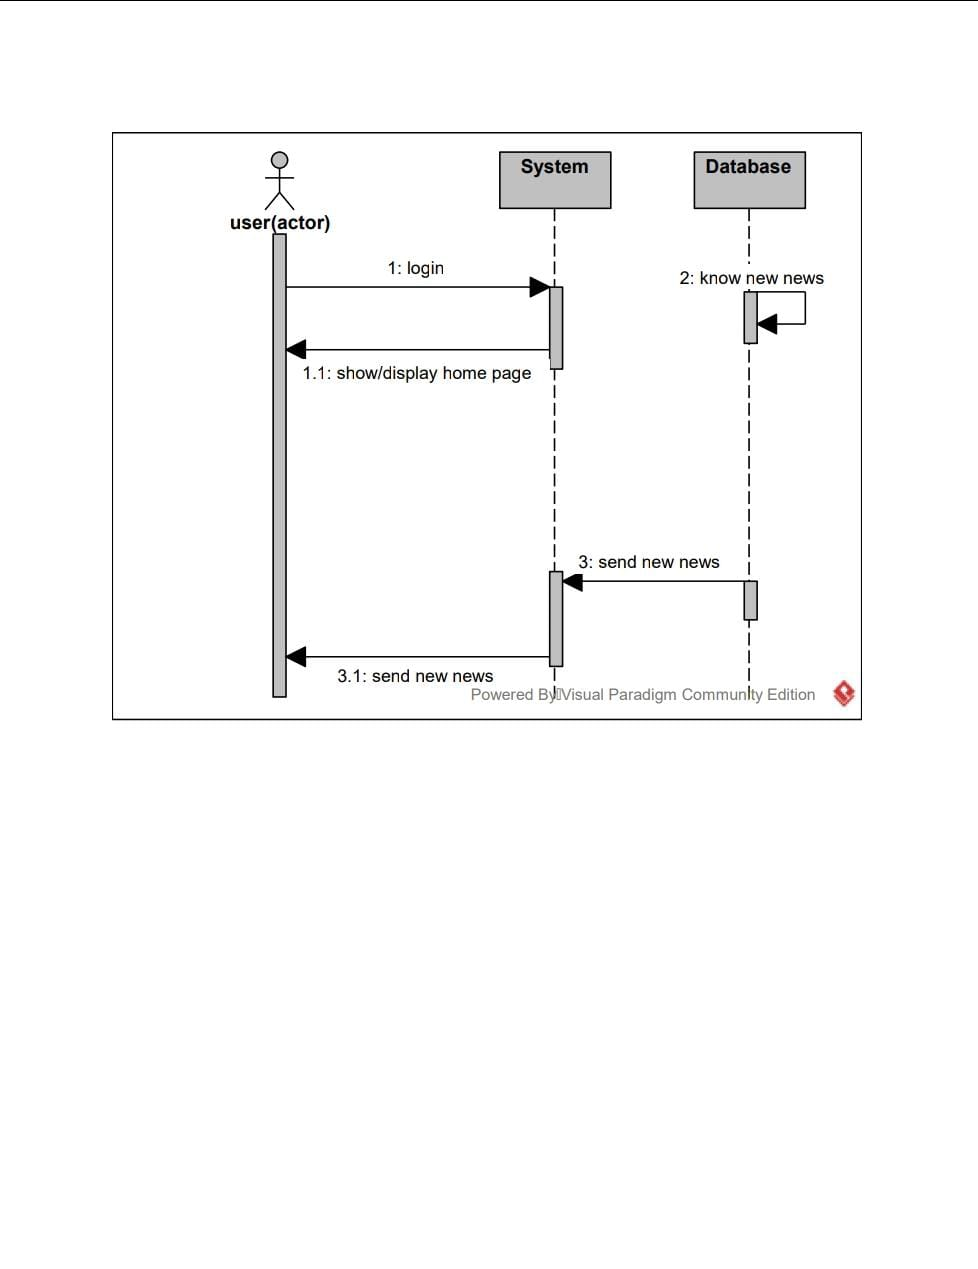 System
Database
user(actor)
1: login
2: know new news
1.1: show/display home page
3: send new news
3.1: send new news
Powered By Visual Paradigm Community Edition